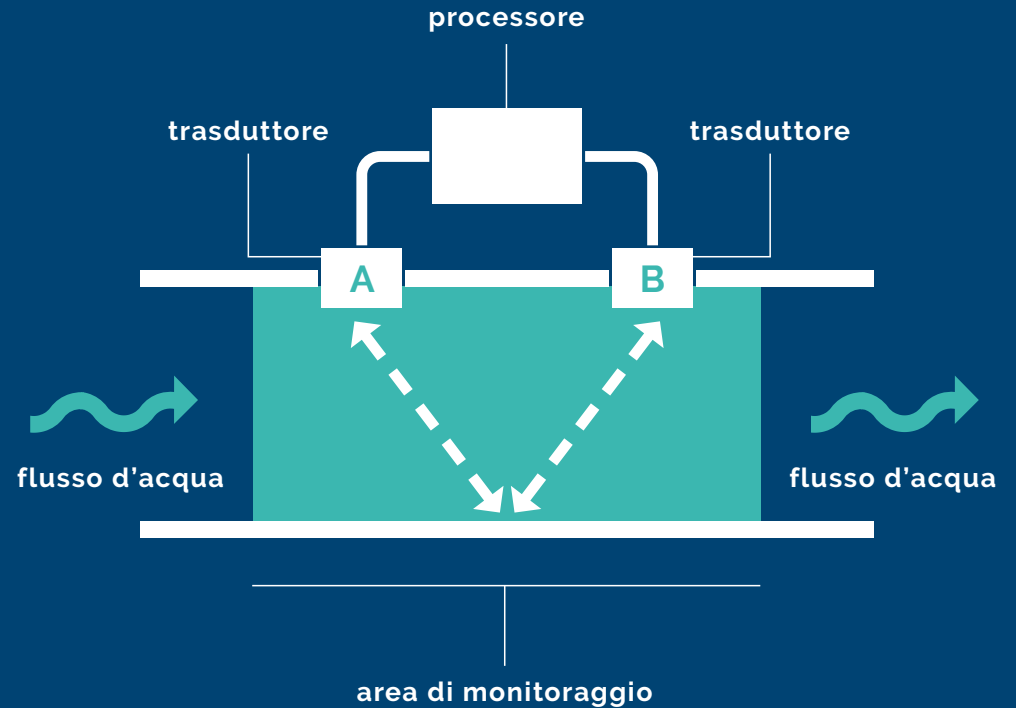 processore
trasduttore
trasduttore
A
B
flusso d’acqua
flusso d’acqua
area di monitoraggio